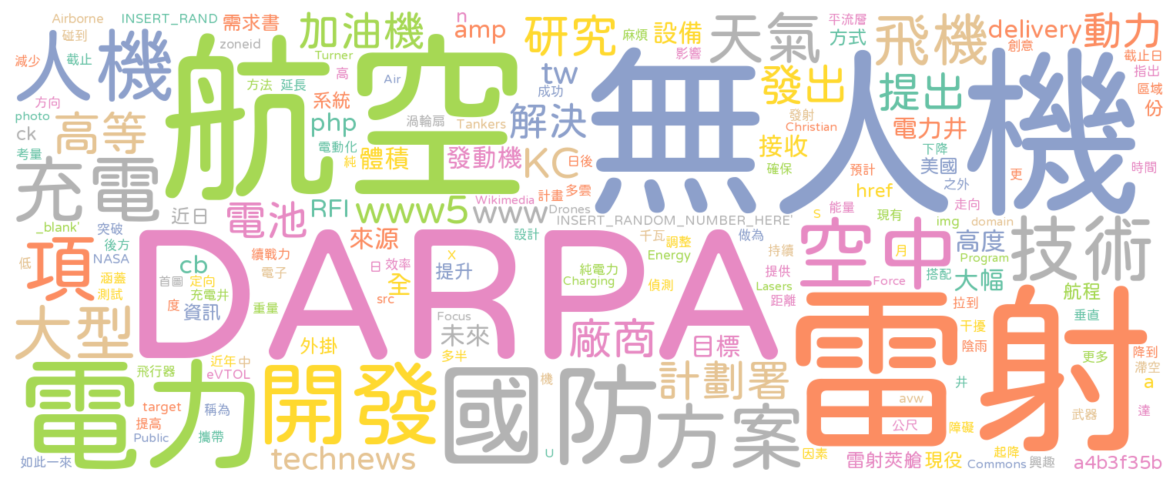 Airborne
INSERT_RAND
需求書
加油機
n
amp
碰到
zoneid
Turner
研究
麻煩
設備
天氣
平流層
方式
飛機
delivery
創意
動力
減少
截止
人機
航空
方法
延長
高
Air
tw
成功
影響
無人機
發出
提出
截止日
指出
區域
份
方向
photo
ck
考量
高等
系統
php
電動化
純
體積
渦輪扇
Tankers
發動機
解決
KC
日後
發射
Christian
接收
確保
電力井
下降
美國
預計
之外
更
時間
充電
近日
電池
RFI
www5
www
Wikimedia
計畫
多雲
Drones
INSERT_RANDOM_NUMBER_HERE'
href
能量
s
現有
走向
img
domain
_blank'
突破
後方
NASA
項
續戰力
電子
來源
日
效率
X
提升
設計
千瓦
調整
Energy
做為
持續
空中
月
高度
Program
技術
低
涵蓋
測試
cb
首圖
定向
充電井
度
資訊
重量
src
全
DARPA
純電力
Charging
偵測
提供
Lasers
距離
Force
搭配
大幅
航程
拉到
垂直
大型
外掛
Focus
未來
多半
廠商
目標
雷射
干擾
陰雨
更多
降到
滯空
a
電力
飛行器
近年
中
eVTOL
開發
國防
機
計劃署
井
avw
武器
達
target
稱為
提高
Public
攜帶
technews
U
方案
公尺
障礙
因素
如此一來
雷射莢艙
現役
起降
Commons
興趣
a4b3f35b